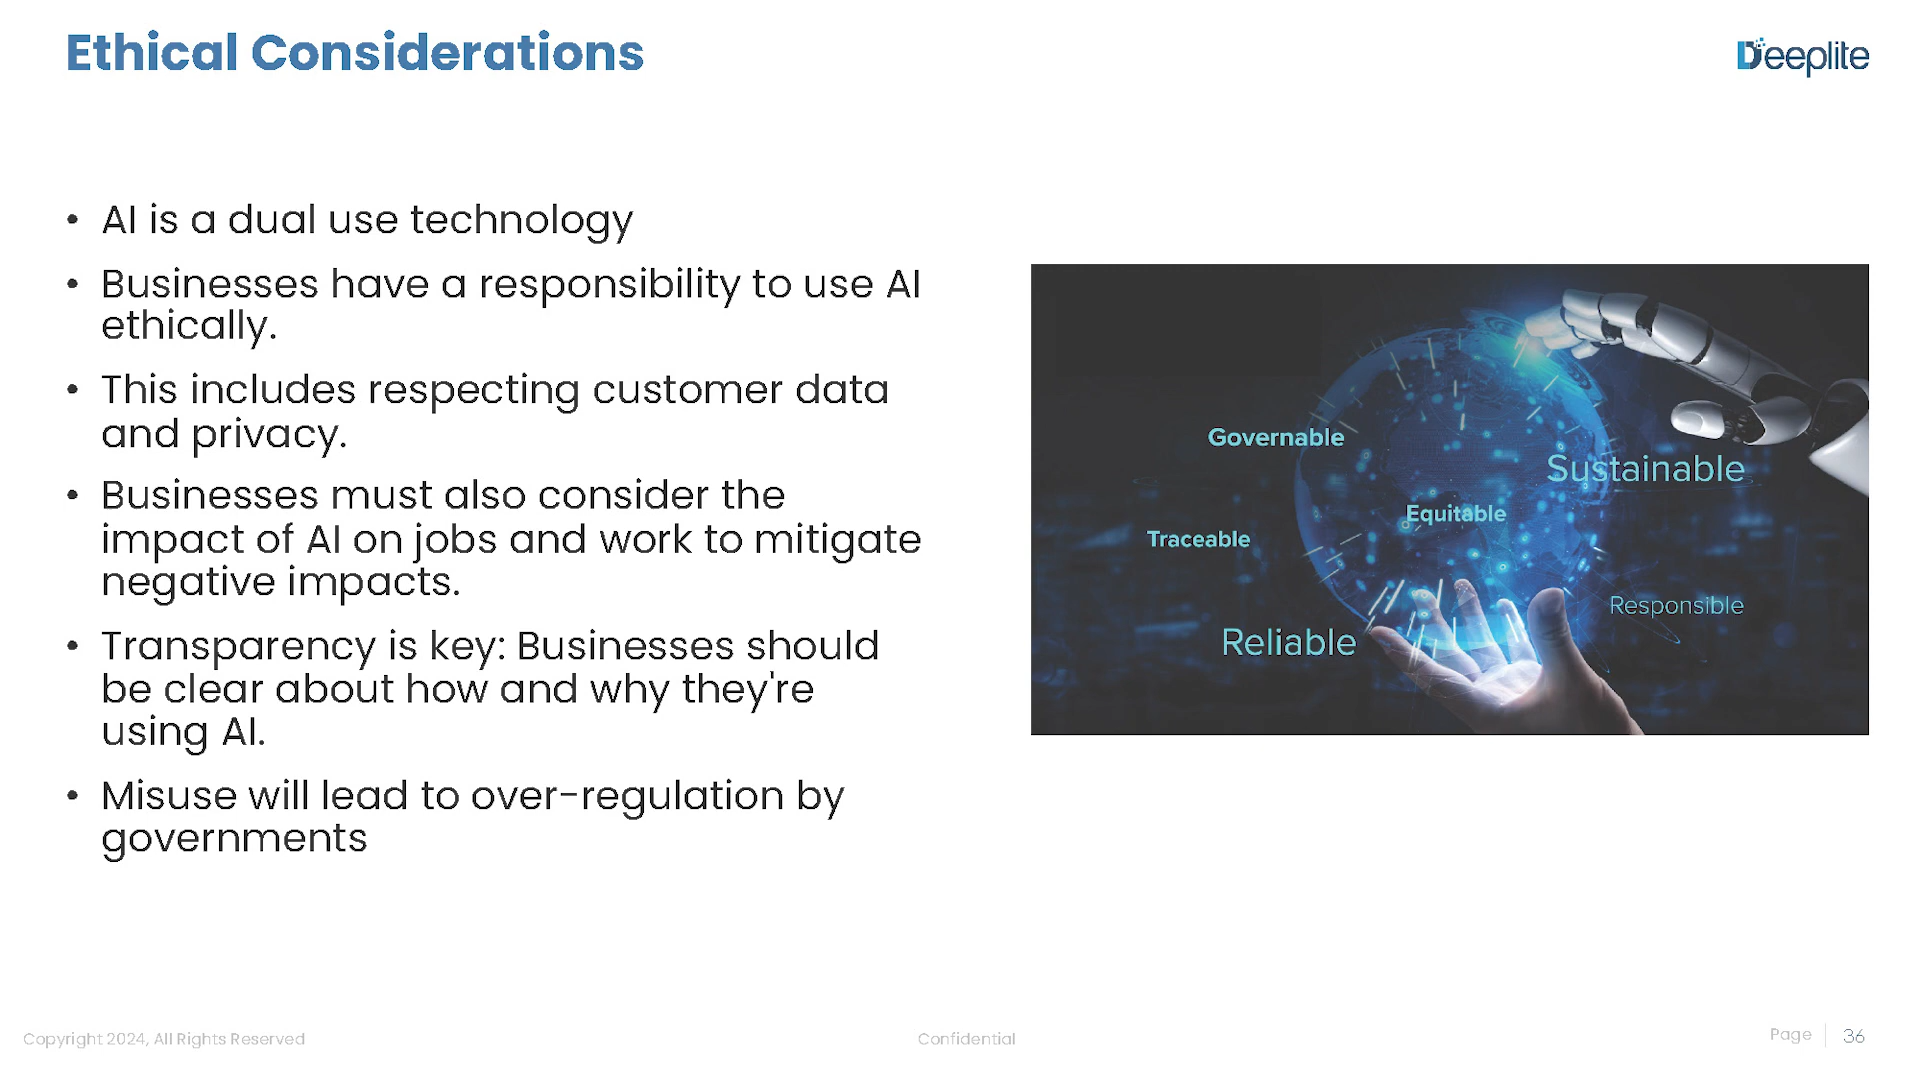 Ethical Considerations
Deeplite
• AI is a dual use technology
• Businesses have a responsibility to use AI
ethically.
• This includes respecting customer data
and privacy.
• Businesses must also consider the
impact of AI on jobs and work to mitigate
negative impacts.
• Transparency is key: Businesses should
be clear about how and why they're
using AI.
• Misuse will lead to over-regulation by
governments
Governable
Sustainable
Equitable
Traceable
Responsible
Reliable
Copyright 2024, All Rights Reserved
Confidential
Page 36